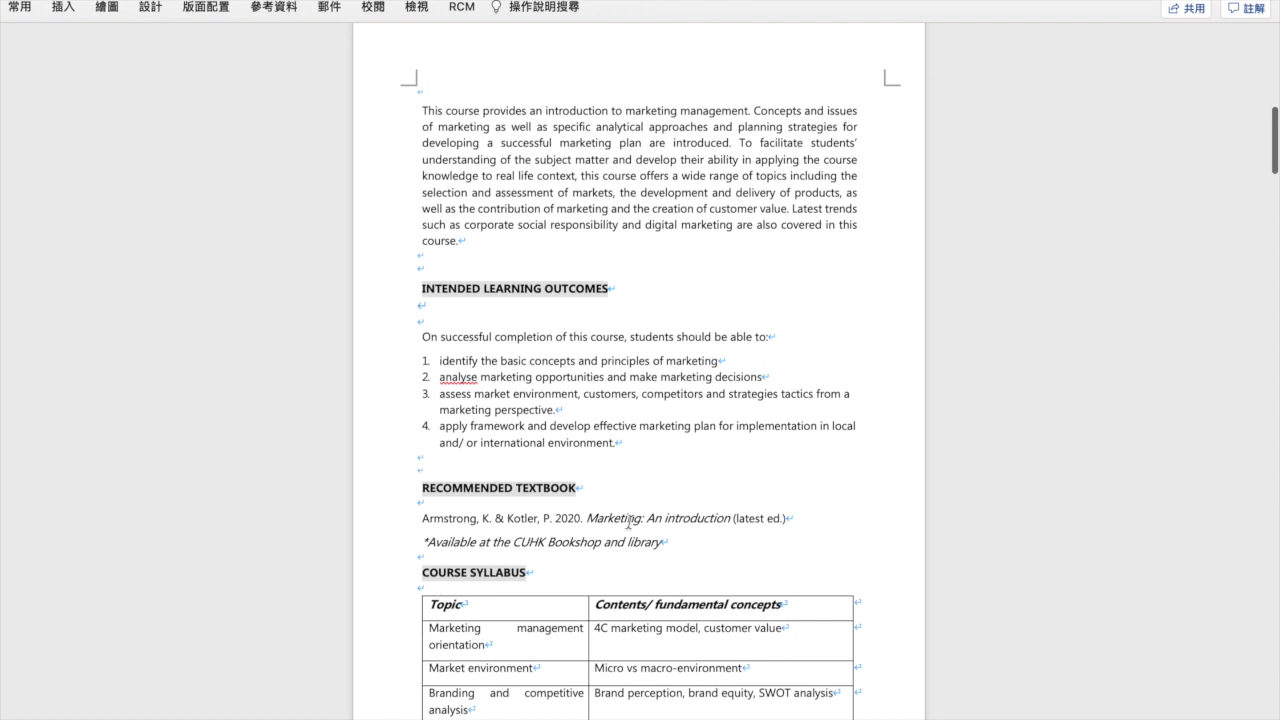 常用 插入 繪圖 設計 版面配置 參考資料 郵件 校閱 檢視 RCM 操作說明搜尋 共用 註解
This course provides an introduction to marketing management. Concepts and issues
of marketing as well as specific analytical approaches and planning strategies for
developing a successful marketing plan are introduced. To facilitate students'
understanding of the subject matter and develop their ability in applying the course
knowledge to real life context, this course offers a wide range of topics including the
selection and assessment of markets, the development and delivery of products, as
well as the contribution of marketing and the creation of customer value. Latest trends
such as corporate social responsibility and digital marketing are also covered in this
course.
INTENDED LEARNING OUTCOMES
On successful completion of this course, students should be able to:
1. identify the basic concepts and principles of marketing
2. analyse marketing opportunities and make marketing decisions
3. assess market environment, customers, competitors and strategies tactics from a
marketing perspective.
4. apply framework and develop effective marketing plan for implementation in local
and/ or international environment.
RECOMMENDED TEXTBOOK
Armstrong, K. & Kotler, P. 2020. Marketing: An introduction (latest ed.)
*Available at the CUHK Bookshop and library
COURSE SYLLABUS
Topic Contents/ fundamental concepts
Marketing management 4C marketing model, customer value
orientation
Market environment Micro vs macro-environment
Branding and competitive Brand perception, brand equity, SWOT analysis
analysis